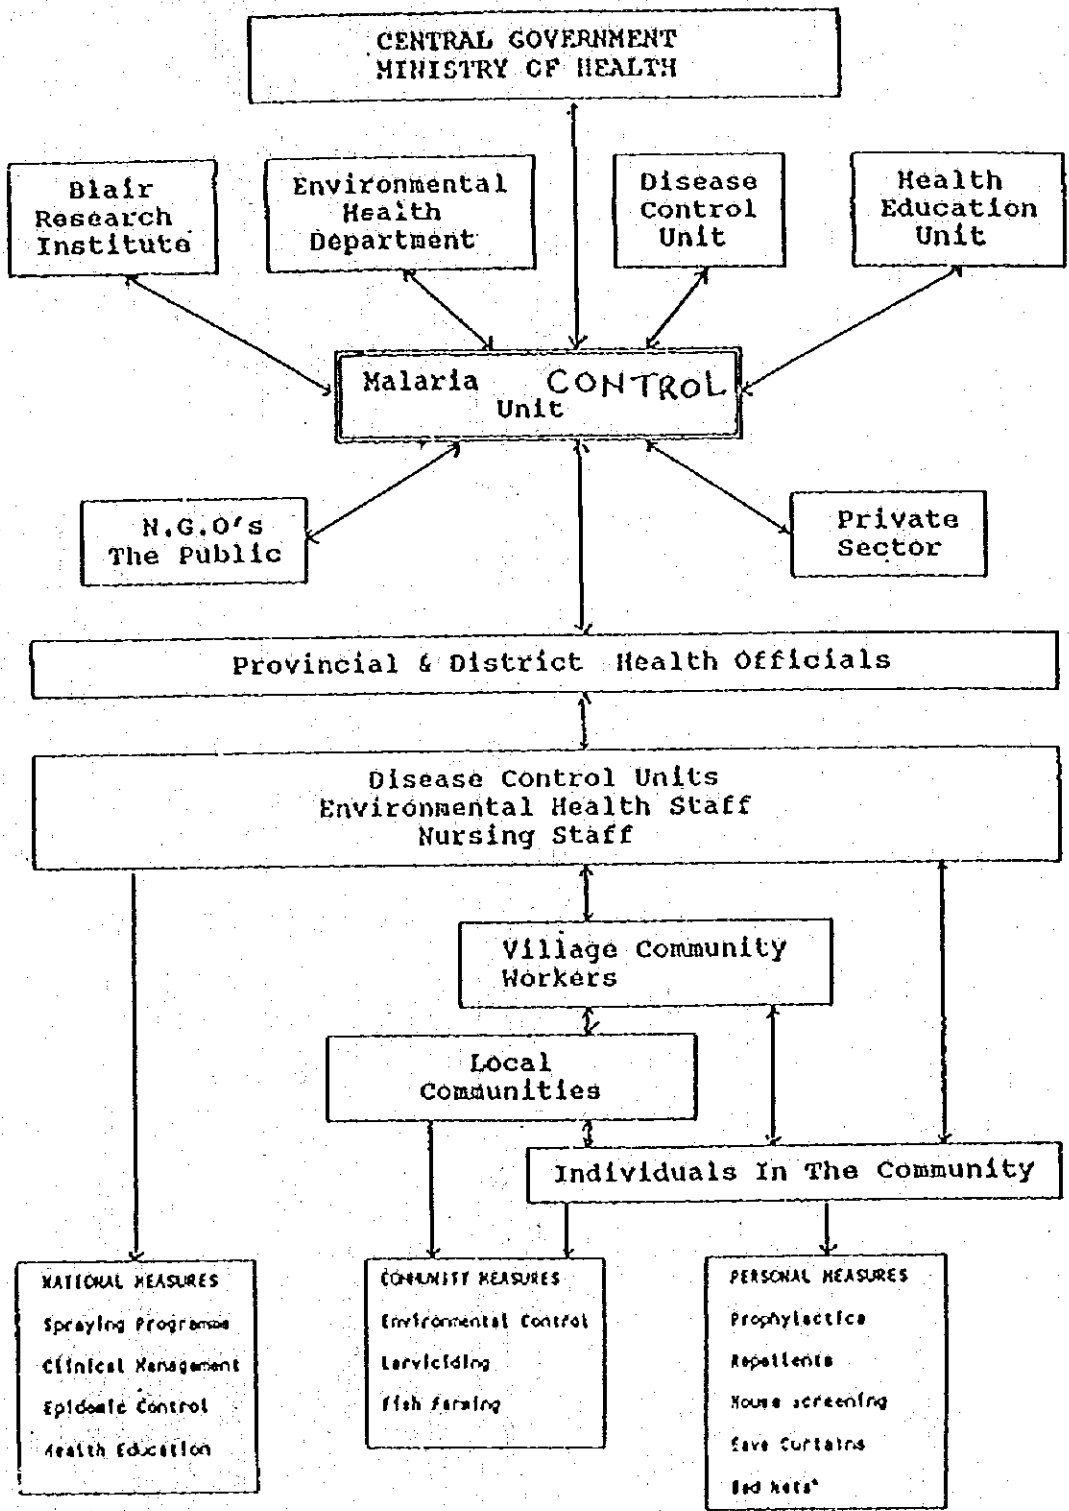 CENTRAL GOVERNMENT
MINISTRY OF HEALTH
Blair
Research
Institute
Environmental
Health
Department
Disease
Control
Unit
Health
Education
Unit
Malaria CONTROL
Unit
N.G.O's
The Public
Private
Sector
Provincial & District Health Officials
Disease Control Units
Environmental Health Staff
Nursing Staff
Village Community
Workers
Local
Communities
Individuals In The Community
NATIONAL MEASURES
Spraying Programme
Clinical Management
Epidemic Control
Health Education
COMMUNITY MEASURES
Environmental Control
Larviciding
Fish Farming
PERSONAL MEASURES
Prophylactics
Repellents
House screening
Eave Curtains
Bed Nets*